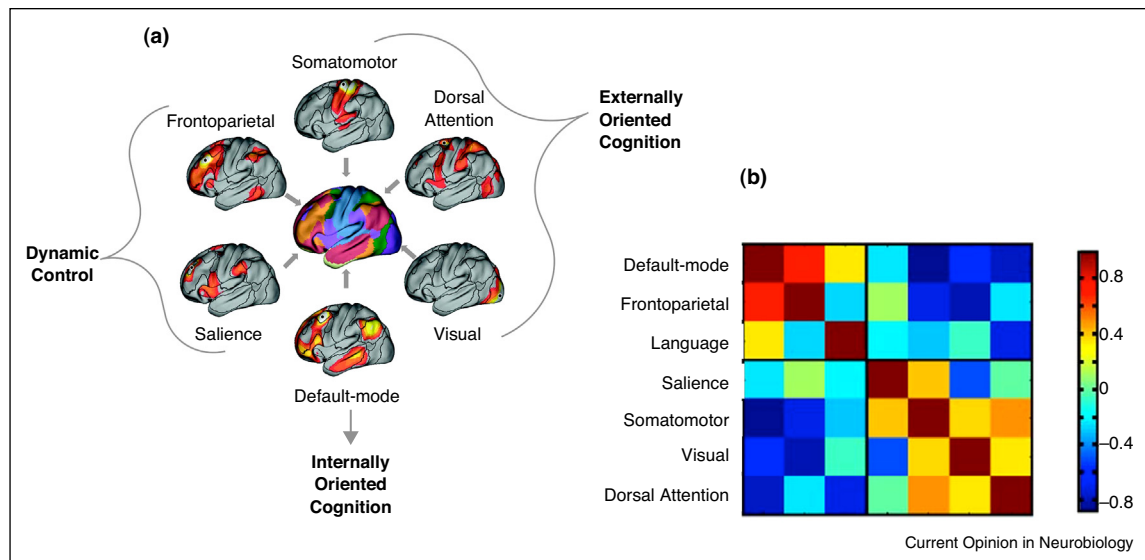 (a)
Somatomotor
Frontoparietal
Dorsal
Attention
Externally
Oriented
Cognition
Dynamic
Control
Salience
Visual
Default-mode
Internally
Oriented
Cognition
(b)
Default-mode
Frontoparietal
Language
Salience
Somatomotor
Visual
Dorsal Attention
0.8
0.4
0
–0.4
–0.8
Current Opinion in Neurobiology